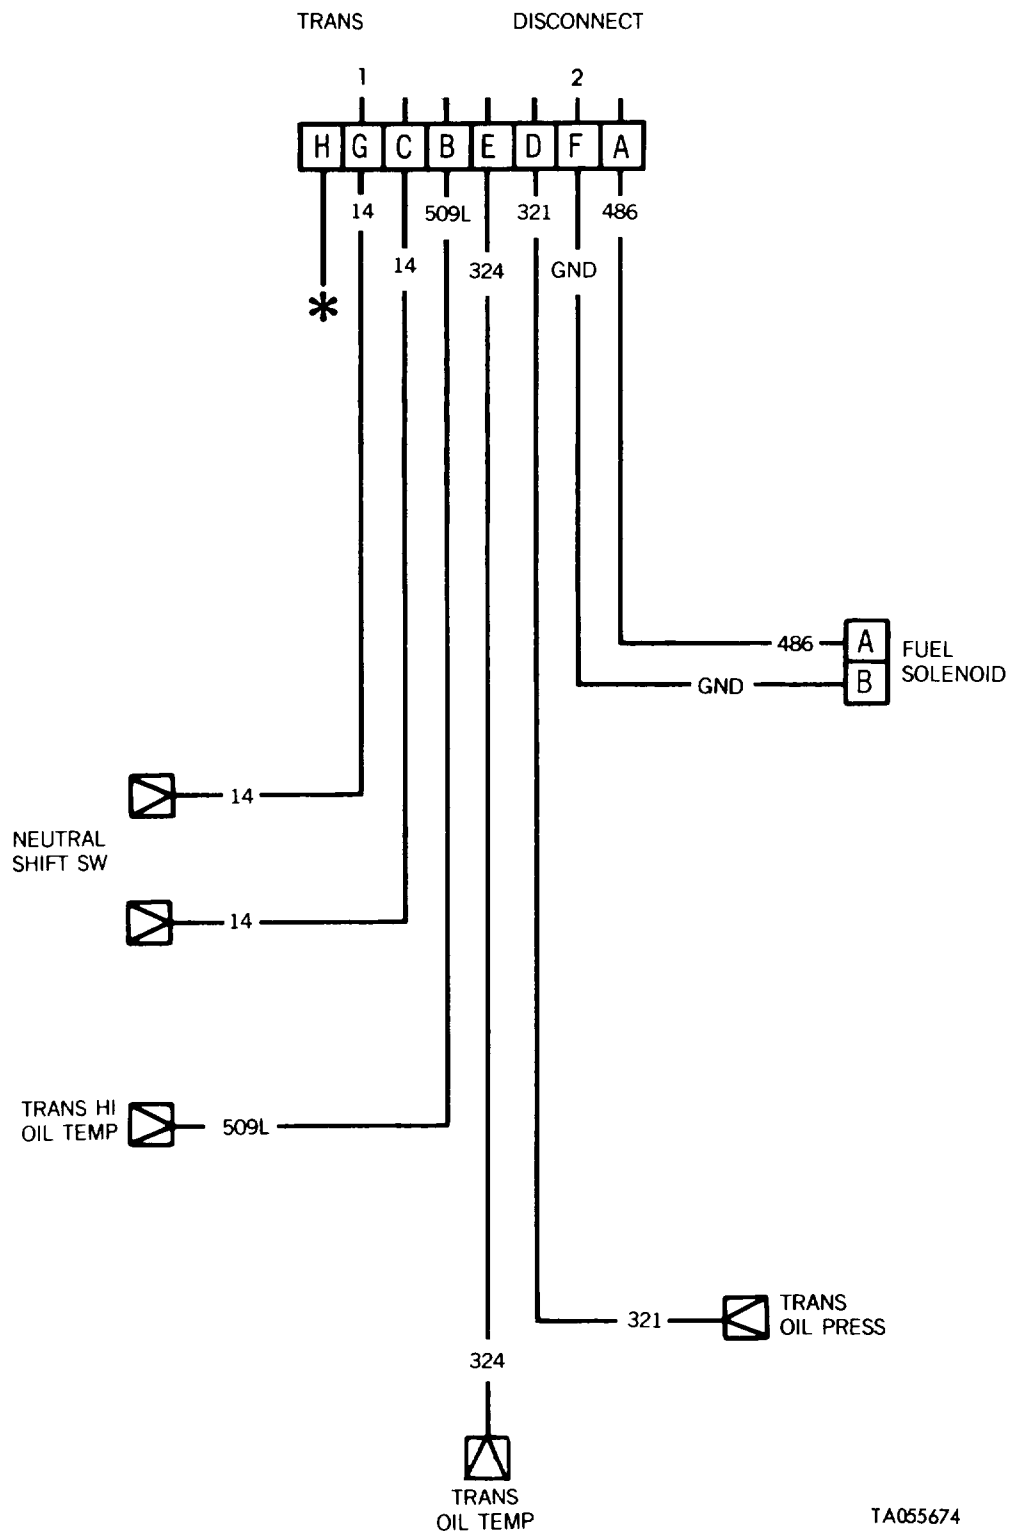 TRANS DISCONNECT
1 2
H G C B E D F A
14 509L 321 486
14 324 GND
*
486 A
FUEL
SOLENOID
GND B
14
NEUTRAL
SHIFT SW
14
TRANS HI
OIL TEMP
509L
321
TRANS
OIL PRESS
324
TRANS
OIL TEMP
TA055674